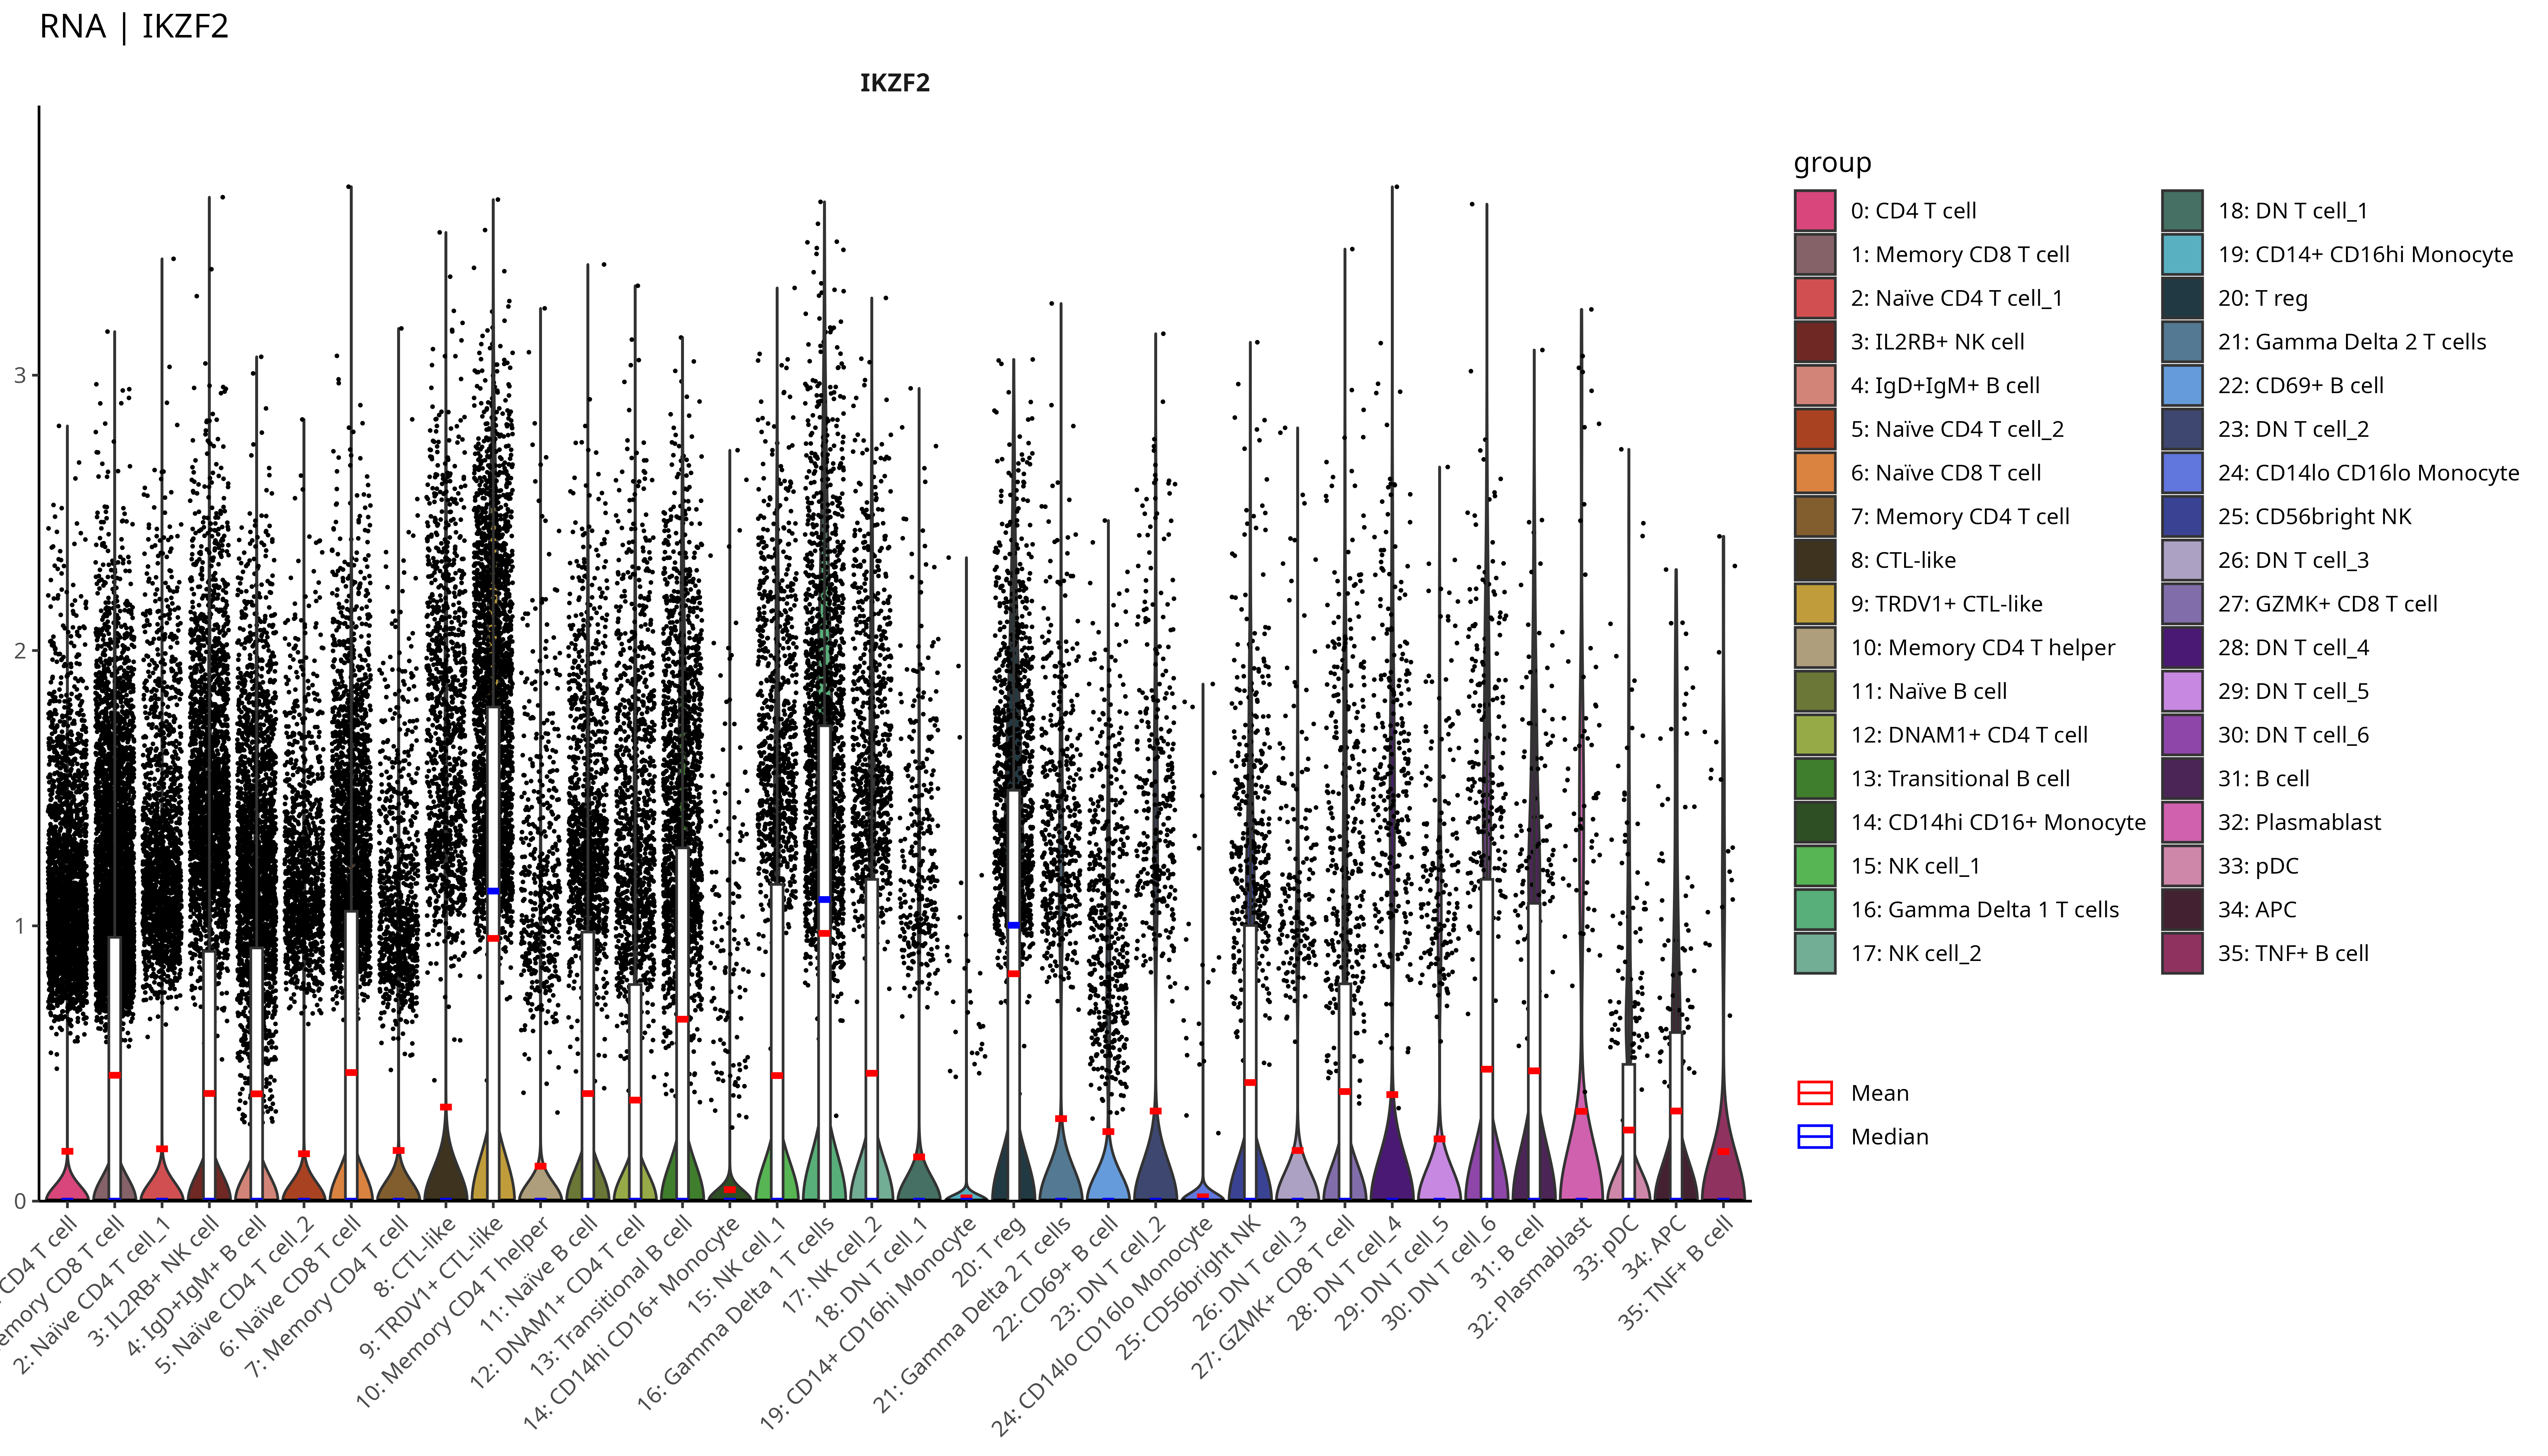 RNA | IKZF2
IKZF2
3
2
1
0
CD4 T cell
Memory CD8 T cell
2: Naïve CD4 T cell_1
3: IL2RB+ NK cell
4: IgD+IgM+ B cell
5: Naïve CD4 T cell_2
6: Naïve CD8 T cell
7: Memory CD4 T cell
8: CTL-like
9: TRDV1+ CTL-like
10: Memory CD4 T helper
11: Naïve B cell
12: DNAM1+ CD4 T cell
13: Transitional B cell
14: CD14hi CD16+ Monocyte
15: NK cell_1
16: Gamma Delta 1 T cells
17: NK cell_2
18: DN T cell_1
19: CD14+ CD16hi Monocyte
20: T reg
21: Gamma Delta 2 T cells
22: CD69+ B cell
23: DN T cell_2
24: CD14lo CD16lo Monocyte
25: CD56bright NK
26: DN T cell_3
27: GZMK+ CD8 T cell
28: DN T cell_4
29: DN T cell_5
30: DN T cell_6
31: B cell
32: Plasmablast
33: pDC
34: APC
35: TNF+ B cell
group
0: CD4 T cell
1: Memory CD8 T cell
2: Naïve CD4 T cell_1
3: IL2RB+ NK cell
4: IgD+IgM+ B cell
5: Naïve CD4 T cell_2
6: Naïve CD8 T cell
7: Memory CD4 T cell
8: CTL-like
9: TRDV1+ CTL-like
10: Memory CD4 T helper
11: Naïve B cell
12: DNAM1+ CD4 T cell
13: Transitional B cell
14: CD14hi CD16+ Monocyte
15: NK cell_1
16: Gamma Delta 1 T cells
17: NK cell_2
18: DN T cell_1
19: CD14+ CD16hi Monocyte
20: T reg
21: Gamma Delta 2 T cells
22: CD69+ B cell
23: DN T cell_2
24: CD14lo CD16lo Monocyte
25: CD56bright NK
26: DN T cell_3
27: GZMK+ CD8 T cell
28: DN T cell_4
29: DN T cell_5
30: DN T cell_6
31: B cell
32: Plasmablast
33: pDC
34: APC
35: TNF+ B cell
Mean
Median